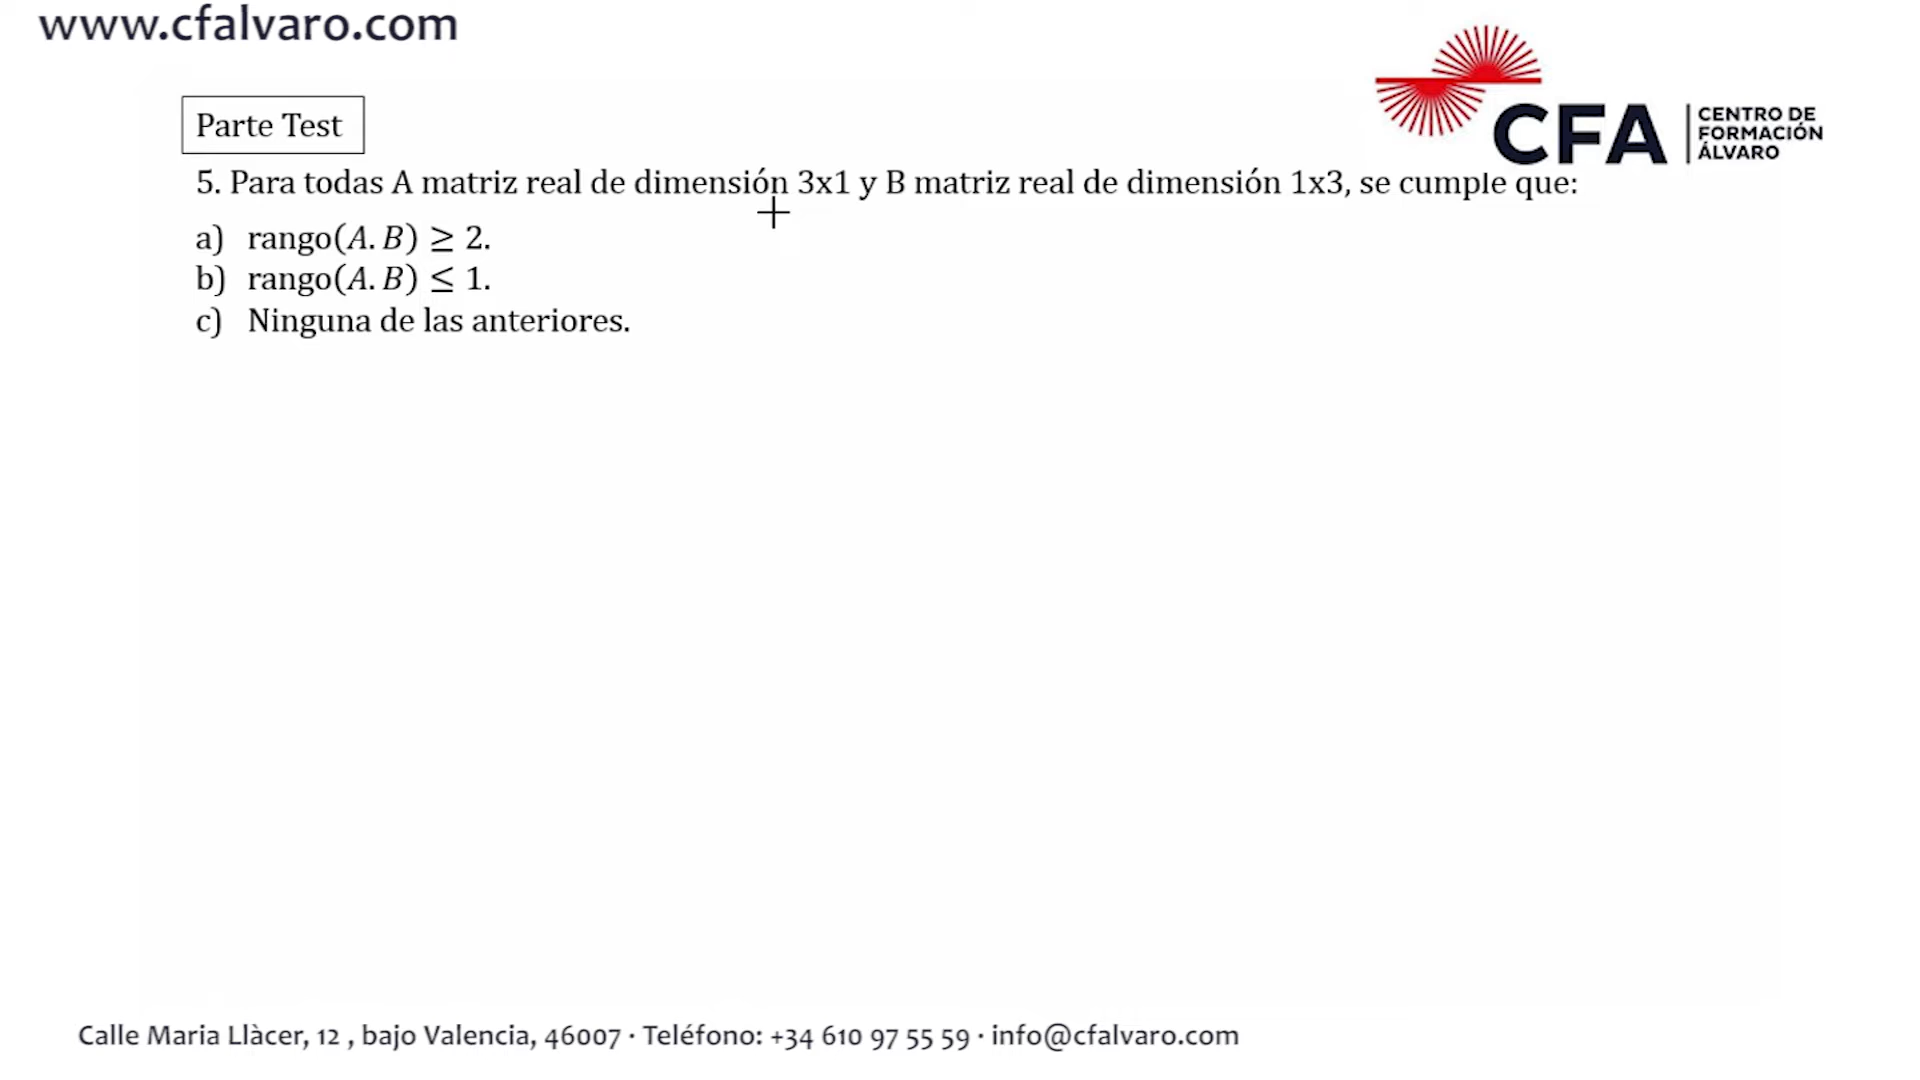 www.cfalvaro.com
CFA
CENTRO DE
FORMACIÓN
ÁLVARO
Parte Test
5. Para todas A matriz real de dimensión 3x1 y B matriz real de dimensión 1x3, se cumple que:
a) rango(A. B) ≥ 2.
b) rango(A. B) ≤ 1.
c) Ninguna de las anteriores.
Calle Maria Llàcer, 12 , bajo Valencia, 46007 · Teléfono: +34 610 97 55 59 · info@cfalvaro.com